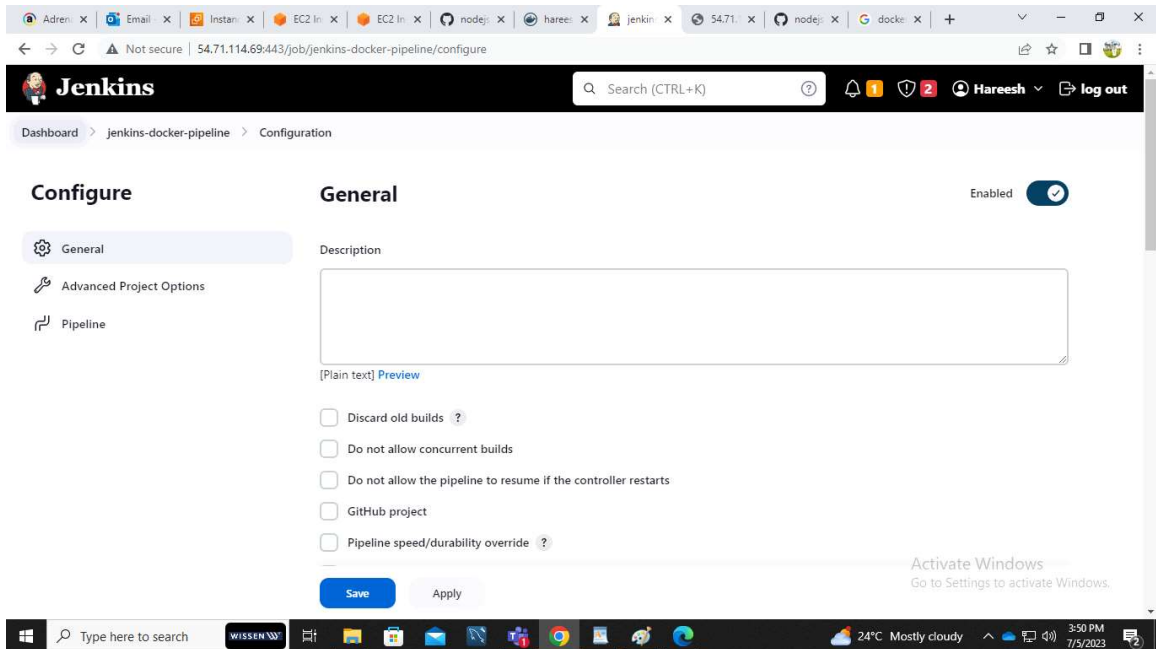 Adren
Email
Instan
EC2 In
EC2 In
nodejs
harees
jenkin
54.71.
nodejs
docke
Not secure | 54.71.114.69:443/job/jenkins-docker-pipeline/configure
Jenkins
Search (CTRL+K)
?
1
2
Hareesh
log out
Dashboard > jenkins-docker-pipeline > Configuration
Configure
General
Advanced Project Options
Pipeline
General
Enabled
Description
[Plain text] Preview
Discard old builds ?
Do not allow concurrent builds
Do not allow the pipeline to resume if the controller restarts
GitHub project
Pipeline speed/durability override ?
Save
Apply
Activate Windows
Go to Settings to activate Windows.
Type here to search
WISSEN
24°C Mostly cloudy
3:50 PM
7/5/2023
2